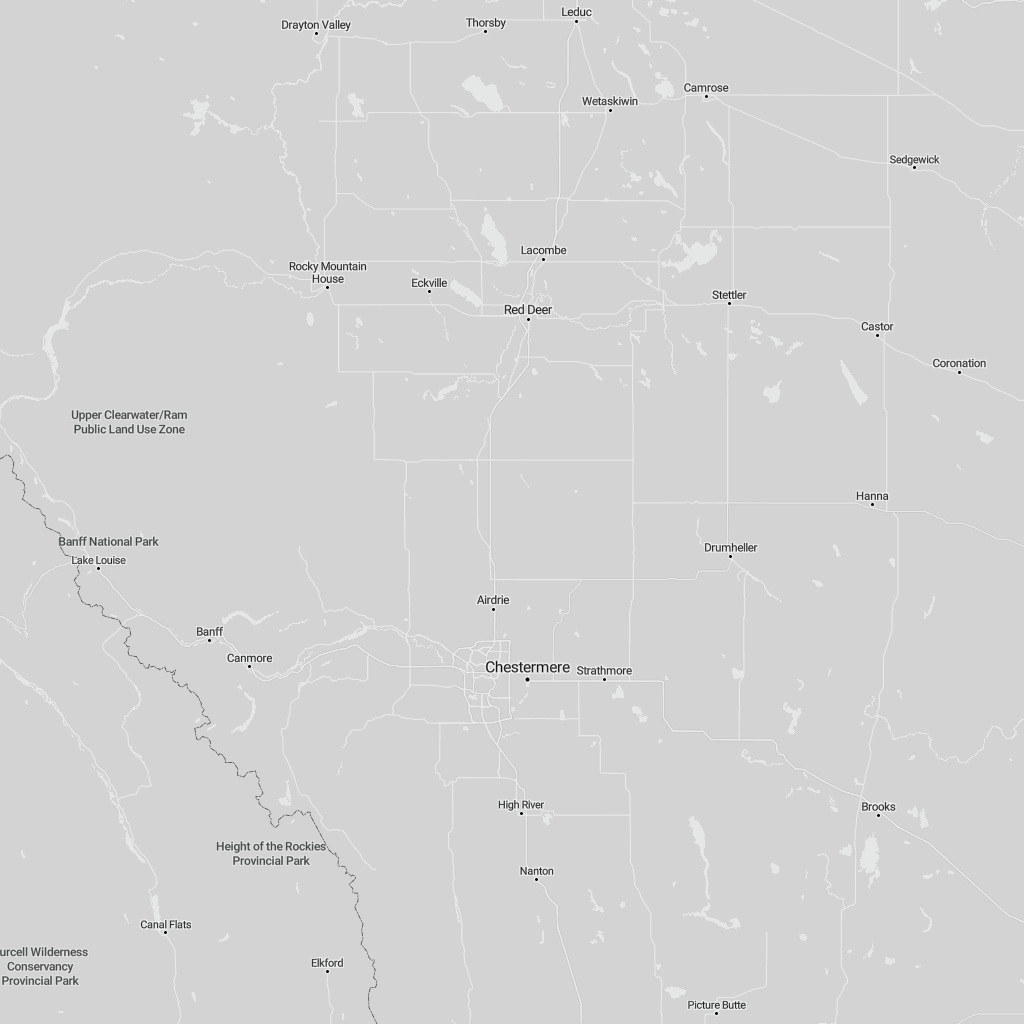 Leduc
Drayton Valley
Thorsby
Camrose
Wetaskiwin
Sedgewick
Lacombe
Rocky Mountain
House
Eckville
Stettler
Red Deer
Castor
Coronation
Upper Clearwater/Ram
Public Land Use Zone
Hanna
Banff National Park
Drumheller
Lake Louise
Airdrie
Banff
Canmore
Chestermere
Strathmore
High River
Brooks
Height of the Rockies
Provincial Park
Nanton
Canal Flats
urcell Wilderness
Conservancy
Provincial Park
Elkford
Picture Butte